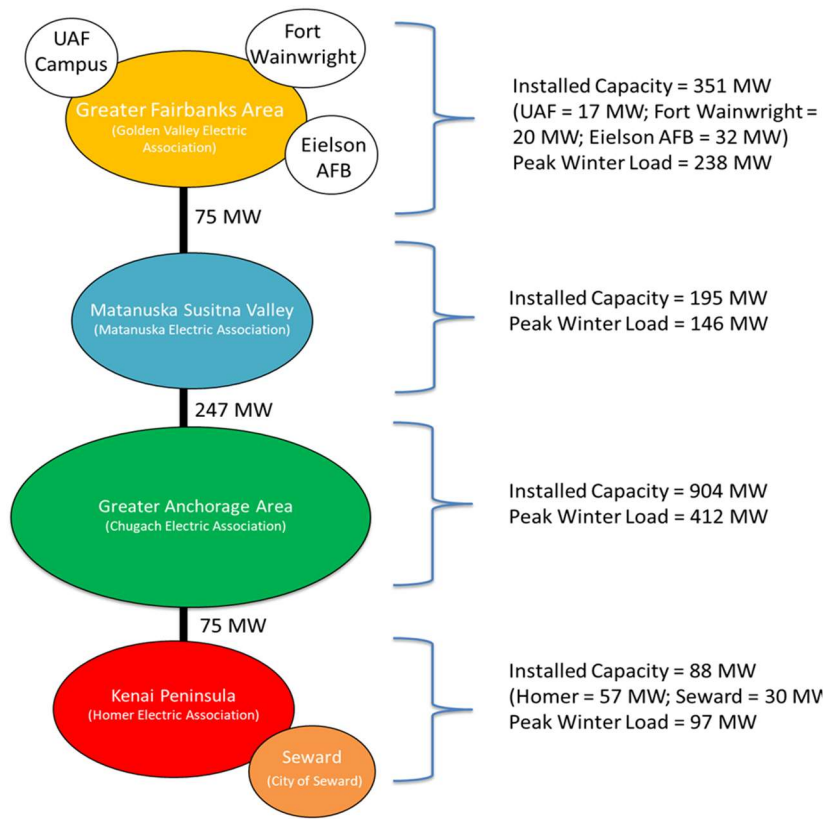 UAF
Campus
Fort
Wainwright
Greater Fairbanks Area
(Golden Valley Electric
Association)
Eielson
AFB
Installed Capacity = 351 MW
(UAF = 17 MW; Fort Wainwright =
20 MW; Eielson AFB = 32 MW)
Peak Winter Load = 238 MW
75 MW
Matanuska Susitna Valley
(Matanuska Electric Association)
Installed Capacity = 195 MW
Peak Winter Load = 146 MW
247 MW
Greater Anchorage Area
(Chugach Electric Association)
Installed Capacity = 904 MW
Peak Winter Load = 412 MW
75 MW
Kenai Peninsula
(Homer Electric Association)
Installed Capacity = 88 MW
(Homer = 57 MW; Seward = 30 MW
Peak Winter Load = 97 MW
Seward
(City of Seward)